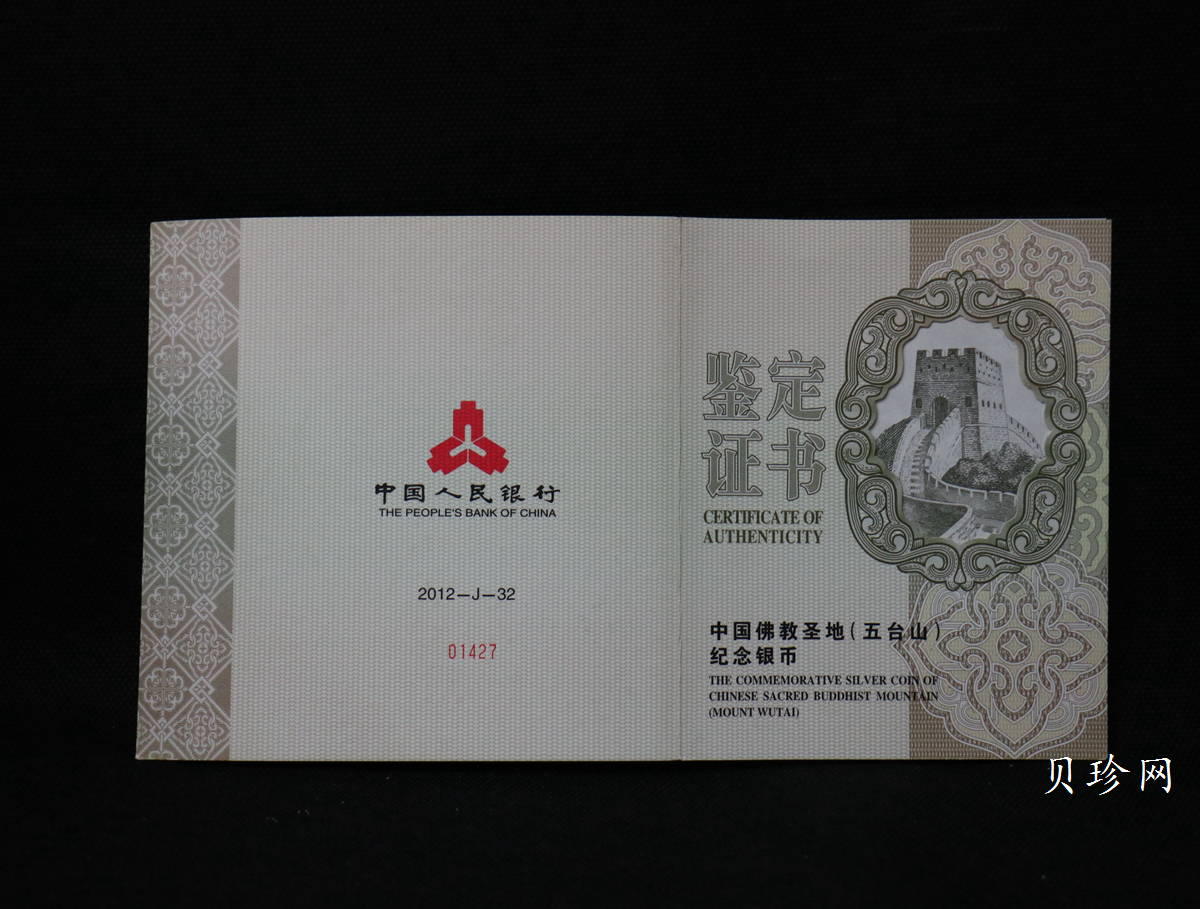 中国人民银行
THE PEOPLE'S BANK OF CHINA
2012—J—32
01427
鉴定
证书
CERTIFICATE OF
AUTHENTICITY
中国佛教圣地(五台山)
纪念银币
THE COMMEMORATIVE SILVER COIN OF
CHINESE SACRED BUDDHIST MOUNTAIN
(MOUNT WUTAI)
贝珍网